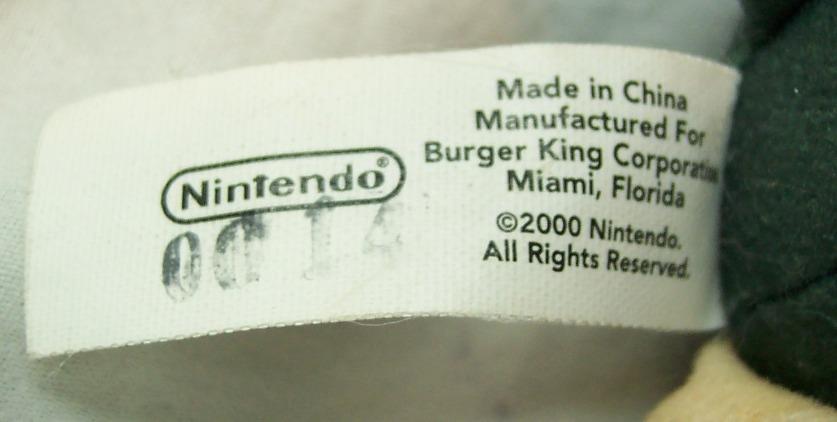 Nintendo®
Made in China
Manufactured For
Burger King Corporation
Miami, Florida
©2000 Nintendo.
All Rights Reserved.